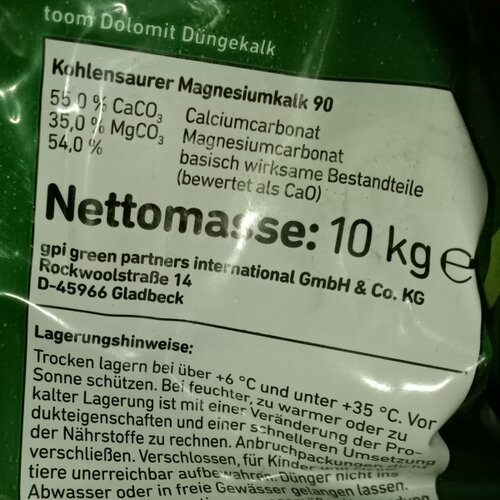 toom Dolomit Düngekalk
Kohlensaurer Magnesiumkalk 90
55,0 % CaCO₃ Calciumcarbonat
35,0 % MgCO₃ Magnesiumcarbonat
54,0 % basisch wirksame Bestandteile
(bewertet als CaO)
Nettomasse: 10 kg ℮
gpi green partners international GmbH & Co. KG
Rockwoolstraße 14
D-45966 Gladbeck
Lagerungshinweise:
Trocken lagern bei über +6 °C und unter +35 °C. Vor
Sonne schützen. Bei feuchter, zu warmer oder zu
kalter Lagerung ist mit einer Veränderung der Pro-
dukteigenschaften und einer schnelleren Umsetzung
der Nährstoffe zu rechnen. Anbruchpackungen
verschließen. Verschlossen, für Kinder
tiere unerreichbar aufbewahren. Dünger nicht ins
Abwasser oder in freie Gewässer gelangen lassen.